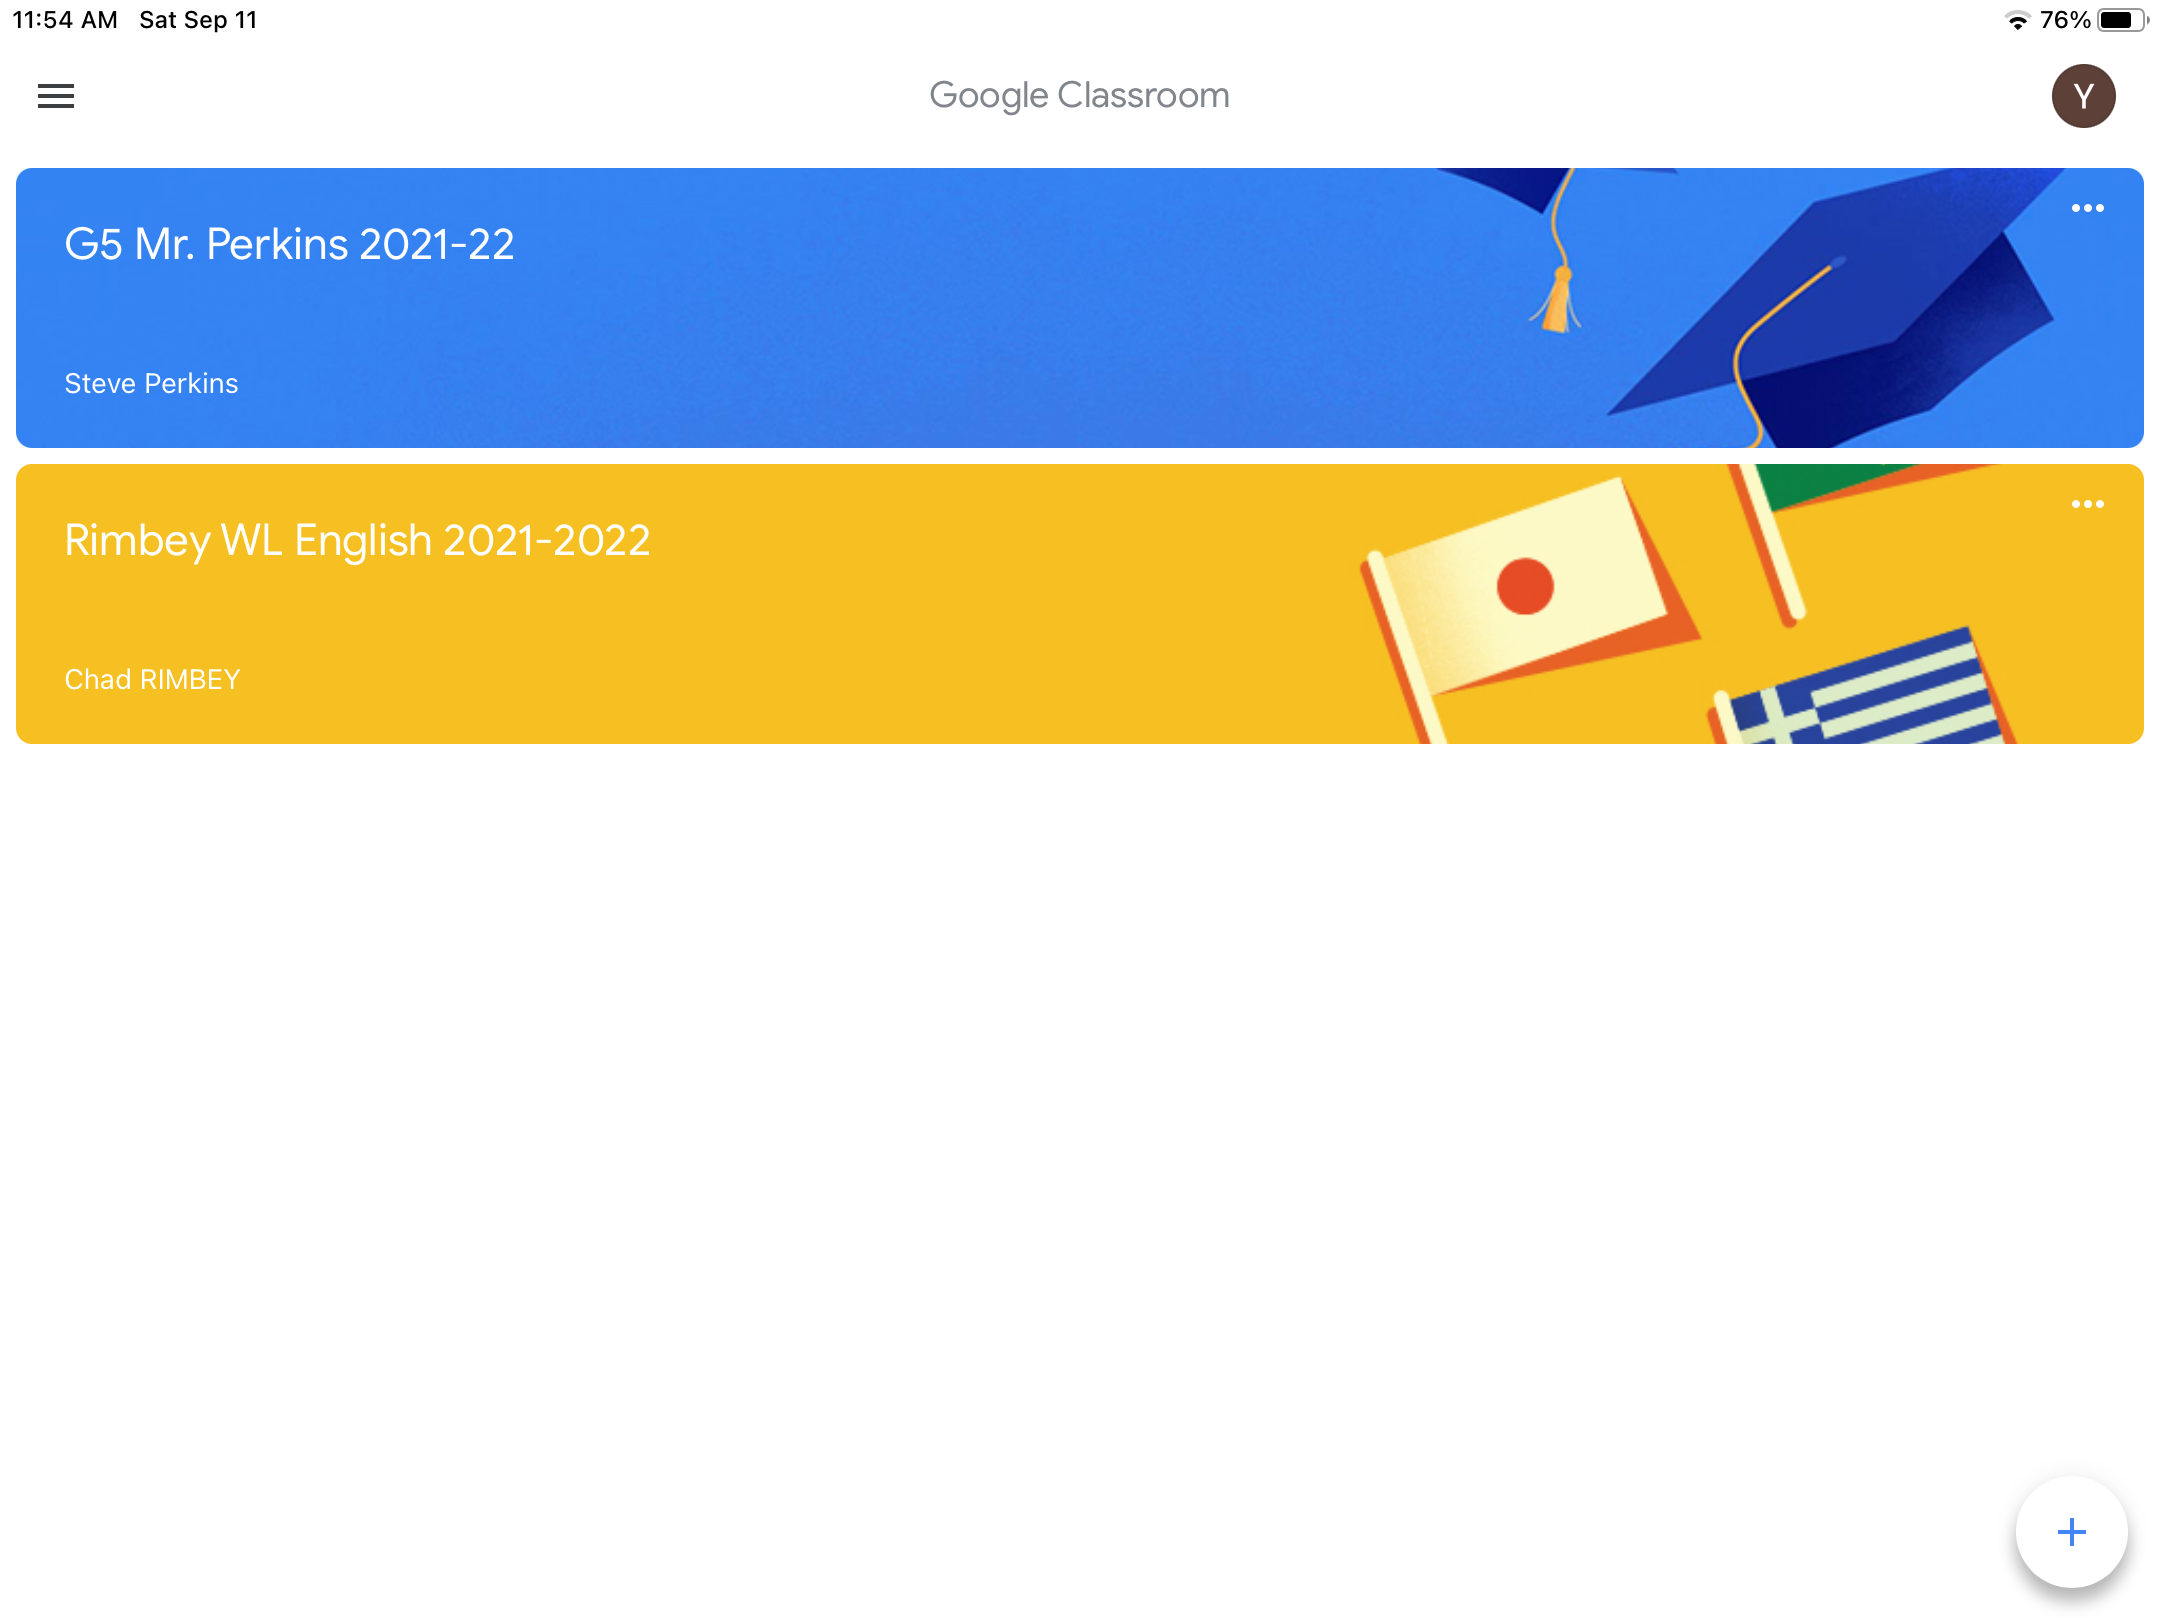 11:54 AM Sat Sep 11 76%
Google Classroom
Y
G5 Mr. Perkins 2021-22
Steve Perkins
Rimbey WL English 2021-2022
Chad RIMBEY